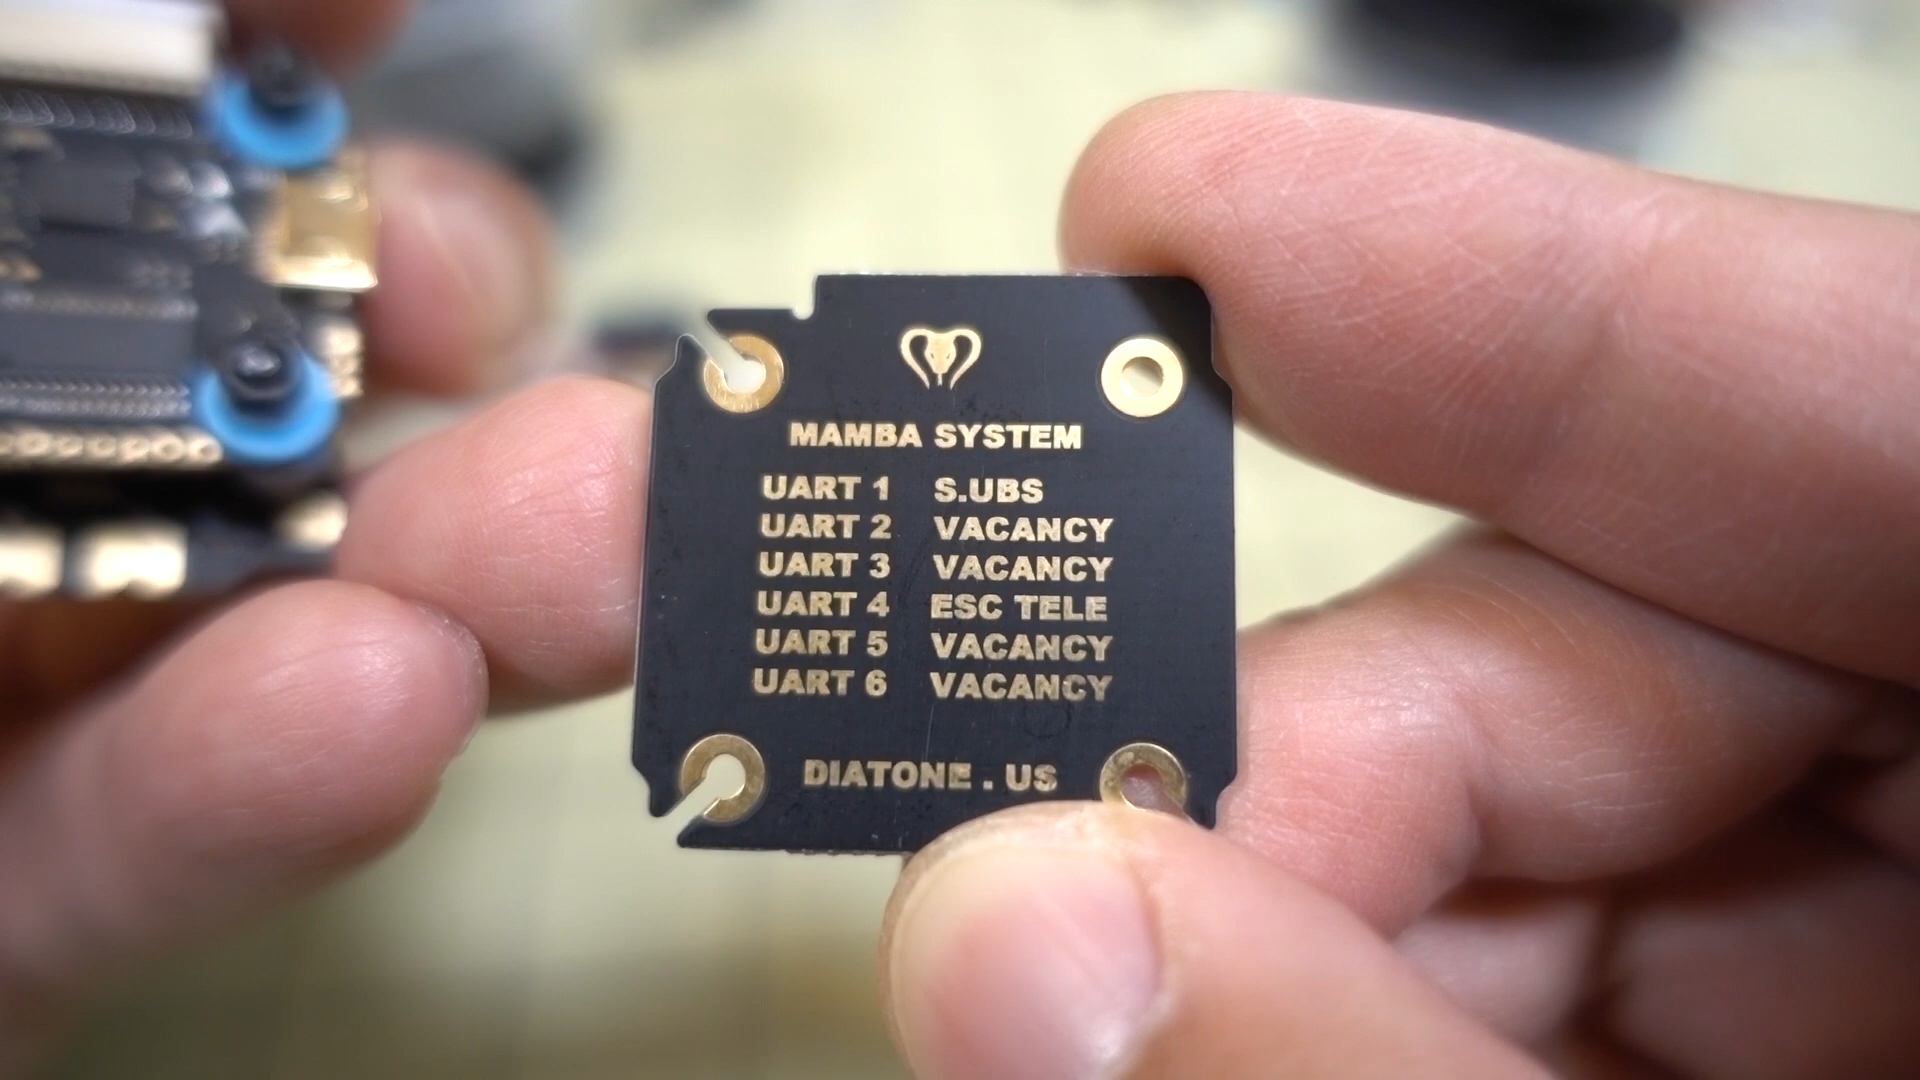 MAMBA SYSTEM
UART 1 S.UBS
UART 2 VACANCY
UART 3 VACANCY
UART 4 ESC TELE
UART 5 VACANCY
UART 6 VACANCY
DIATONE . US